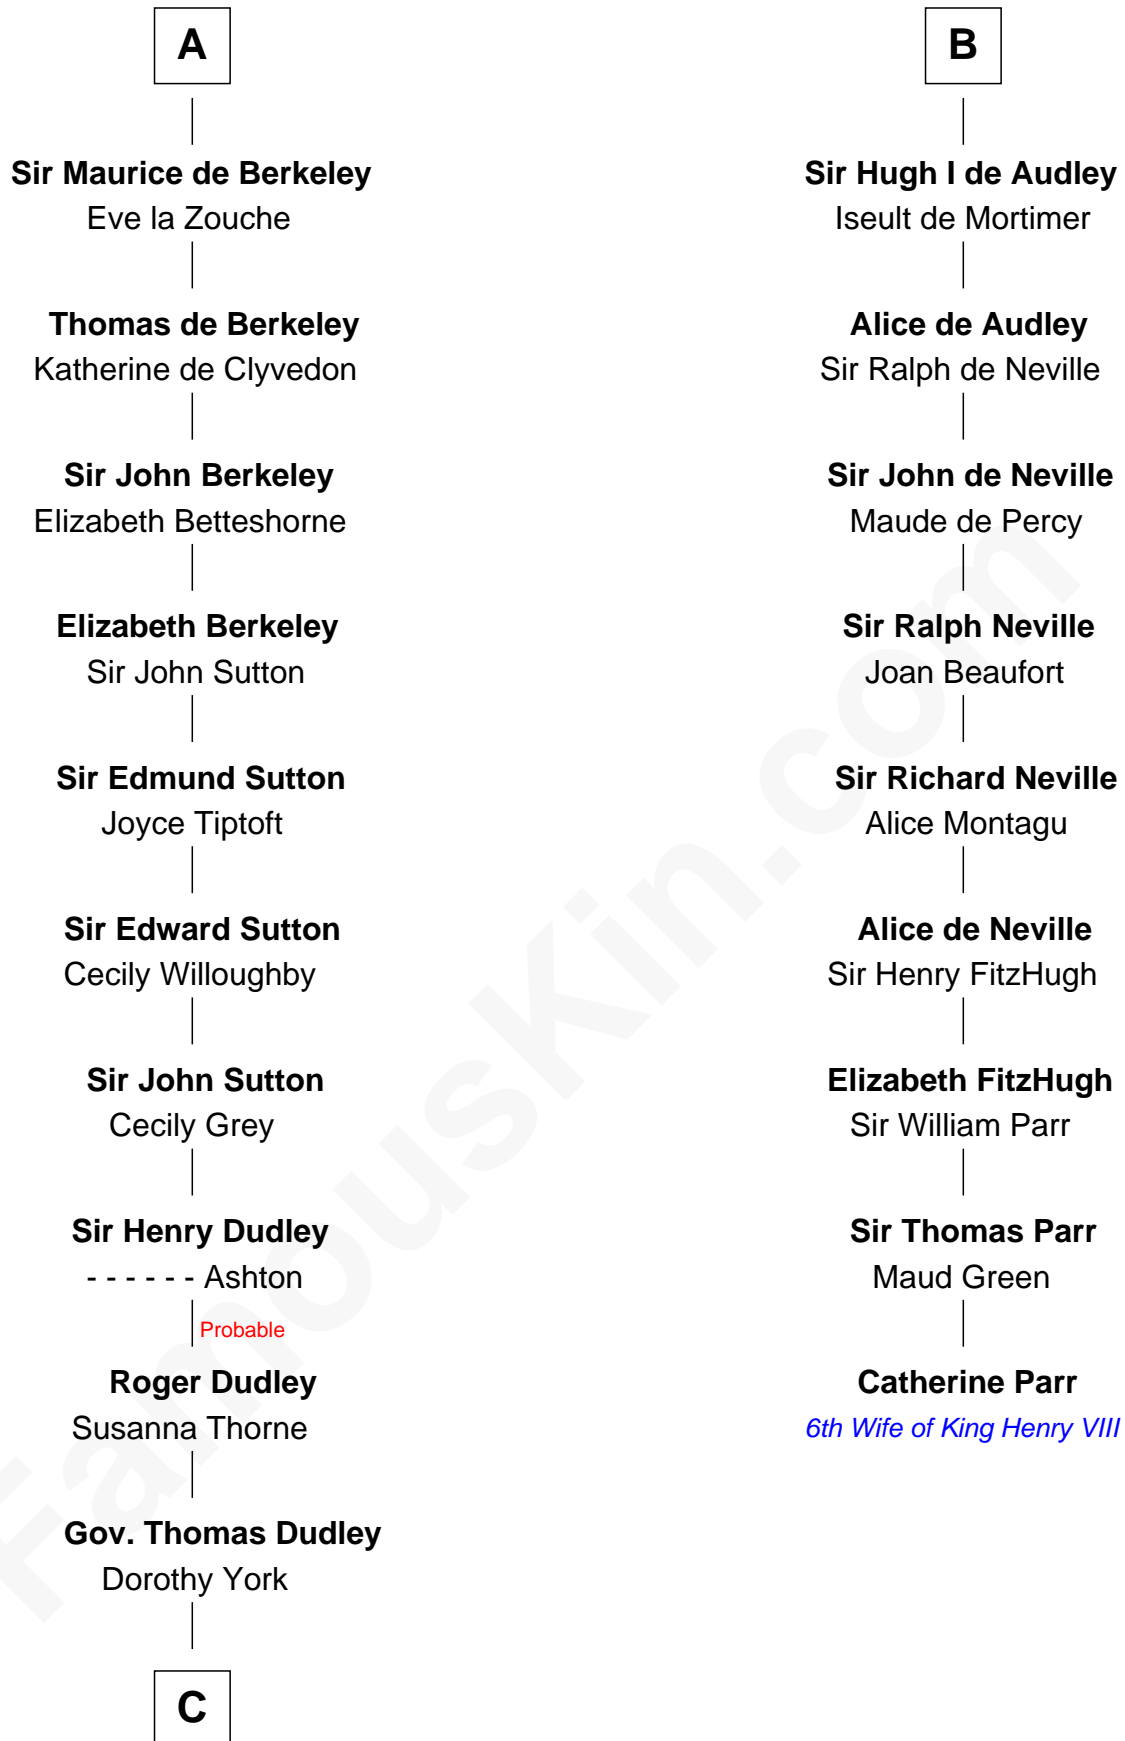 A
Sir Maurice de Berkeley
Eve la Zouche
Thomas de Berkeley
Katherine de Clyvedon
Sir John Berkeley
Elizabeth Betteshorne
Elizabeth Berkeley
Sir John Sutton
Sir Edmund Sutton
Joyce Tiptoft
Sir Edward Sutton
Cecily Willoughby
Sir John Sutton
Cecily Grey
Sir Henry Dudley
- - - - - - Ashton
Probable
Roger Dudley
Susanna Thorne
Gov. Thomas Dudley
Dorothy York
C
B
Sir Hugh I de Audley
Iseult de Mortimer
Alice de Audley
Sir Ralph de Neville
Sir John de Neville
Maude de Percy
Sir Ralph Neville
Joan Beaufort
Sir Richard Neville
Alice Montagu
Alice de Neville
Sir Henry FitzHugh
Elizabeth FitzHugh
Sir William Parr
Sir Thomas Parr
Maud Green
Catherine Parr
6th Wife of King Henry VIII
FamousKin.com